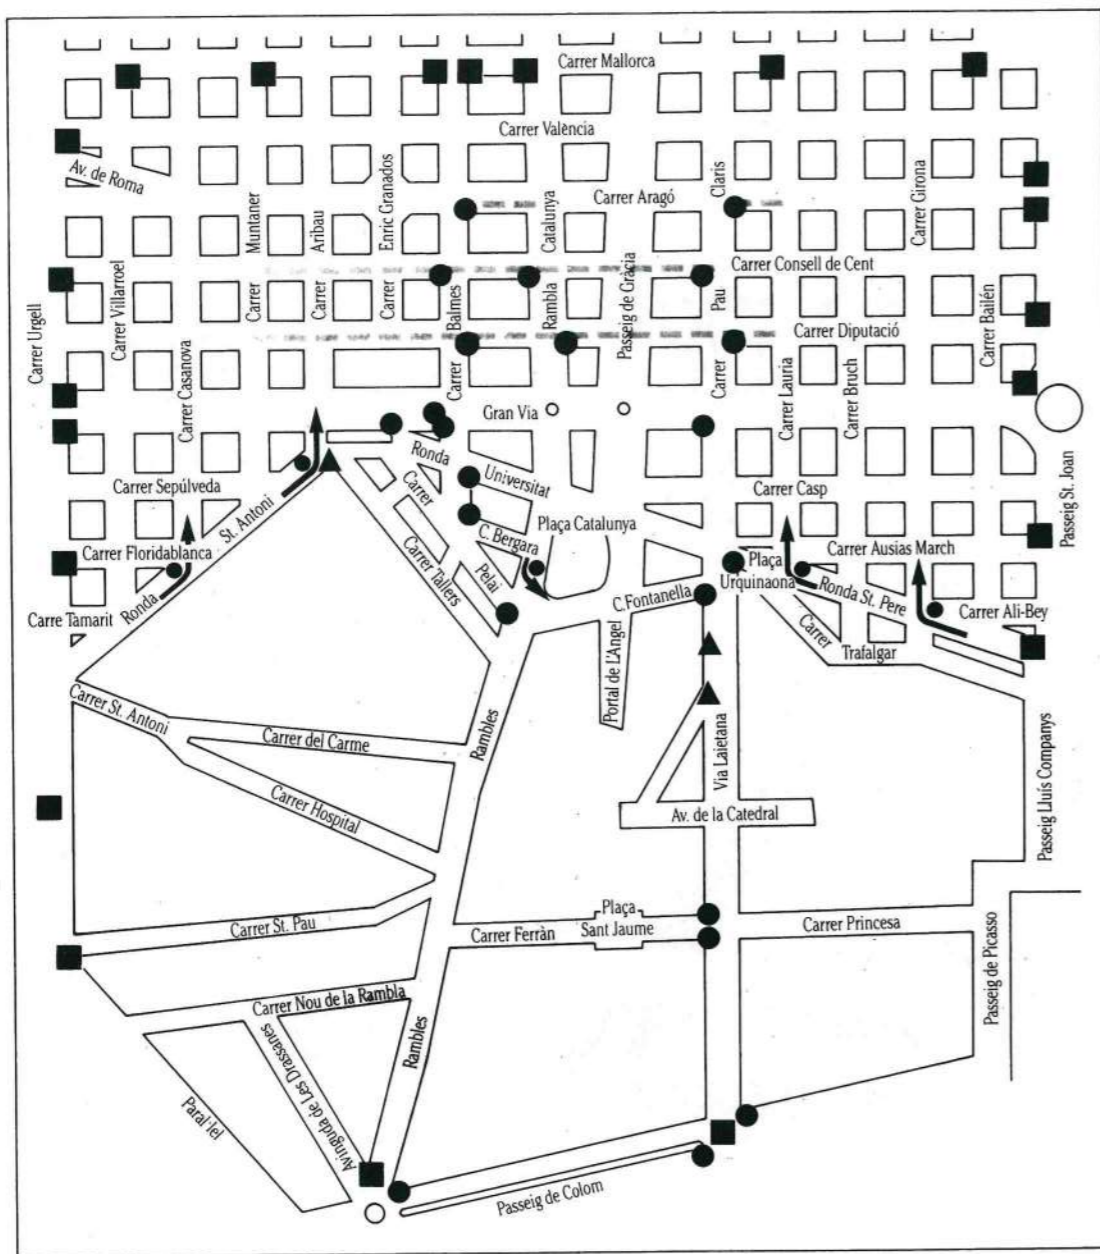 Carrer Mallorca
Carrer València
Av. de Roma
Carrer Aragó
Claris
Carrer Girona
Enric Granados
Muntaner
Aribau
Catalunya
Carrer Consell de Cent
Carrer Villarroel
Carrer Urgell
Carrer
Carrer
Carrer
Balmes
Rambla
Passeig de Gràcia
Pau
Carrer Bailén
Carrer Diputació
Carrer Casanova
Carrer
Carrer
Carrer Lauria
Carrer Bruch
Gran Via
Ronda
Universitat
Carrer Sepúlveda
St. Antoni
Carrer
Carrer Casp
Passeig St. Joan
Plaça Catalunya
C. Bergara
Carrer Floridablanca
Carrer Ausias March
Plaça
Urquinaona
Pelai
Carrer Tallers
Ronda St. Pere
Ronda
C. Fontanella
Carre Tamarit
Carrer Ali-Bey
Carrer
Trafalgar
Portal de L'Angel
Carrer St. Antoni
Carrer del Carme
Rambles
Via Laietana
Carrer Hospital
Av. de la Catedral
Passeig Lluís Companys
Plaça
Carrer St. Pau
Carrer Ferràn
Sant Jaume
Carrer Princesa
Passeig de Picasso
Carrer Nou de la Rambla
Rambles
Avinguda de Les Drassanes
Paral·lel
Passeig de Colom